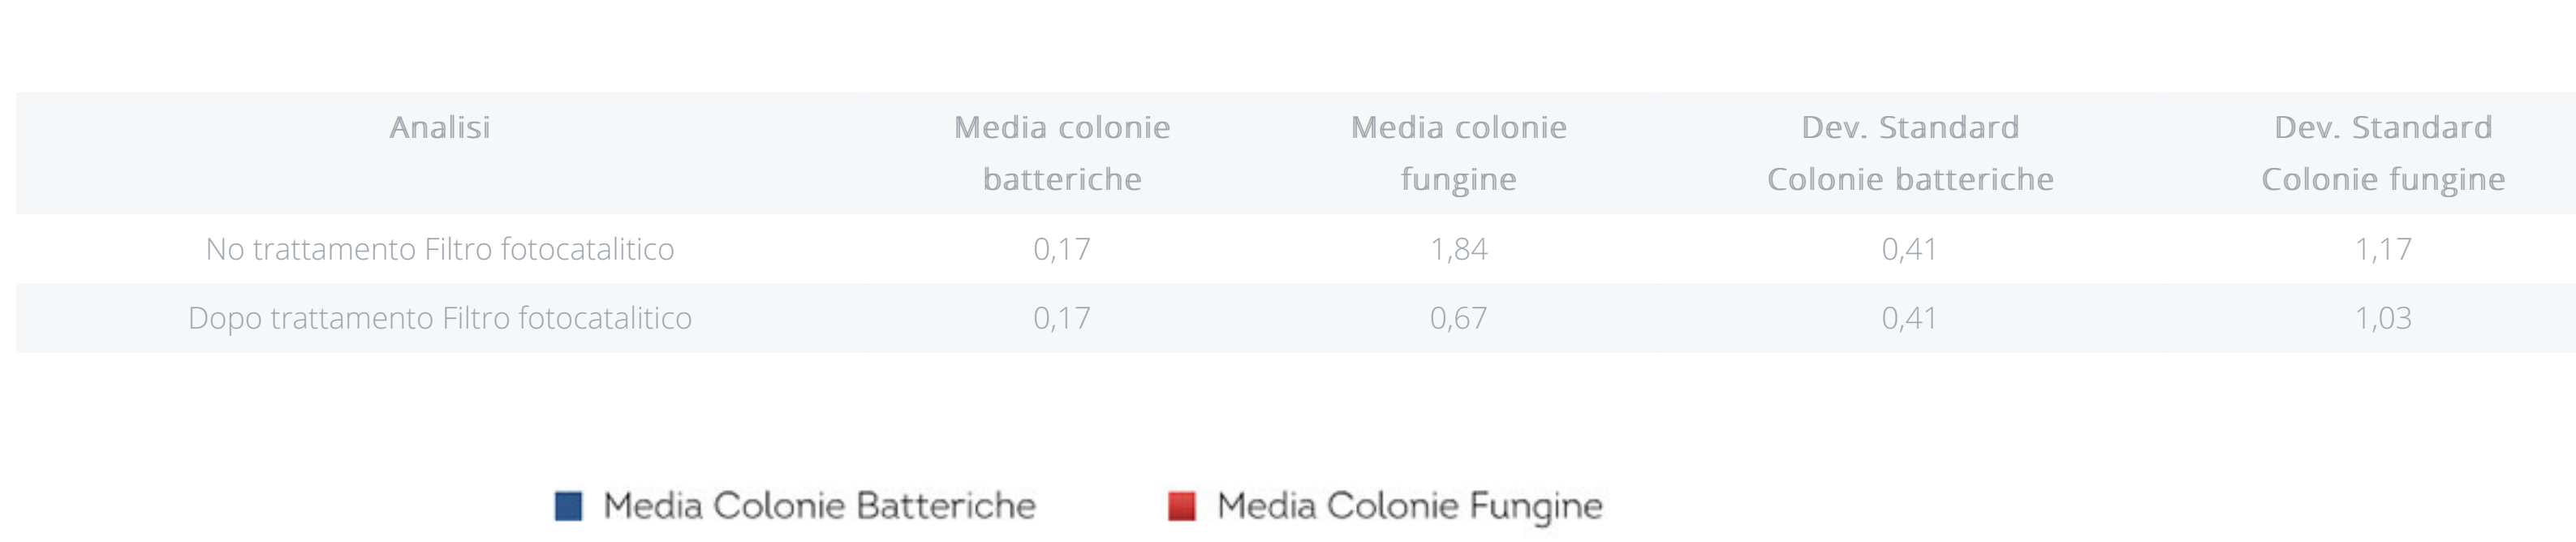 Analisi Media colonie batteriche Media colonie fungine Dev. Standard Colonie batteriche Dev. Standard Colonie fungine
No trattamento Filtro fotocatalitico 0,17 1,84 0,41 1,17
Dopo trattamento Filtro fotocatalitico 0,17 0,67 0,41 1,03
Media Colonie Batteriche Media Colonie Fungine